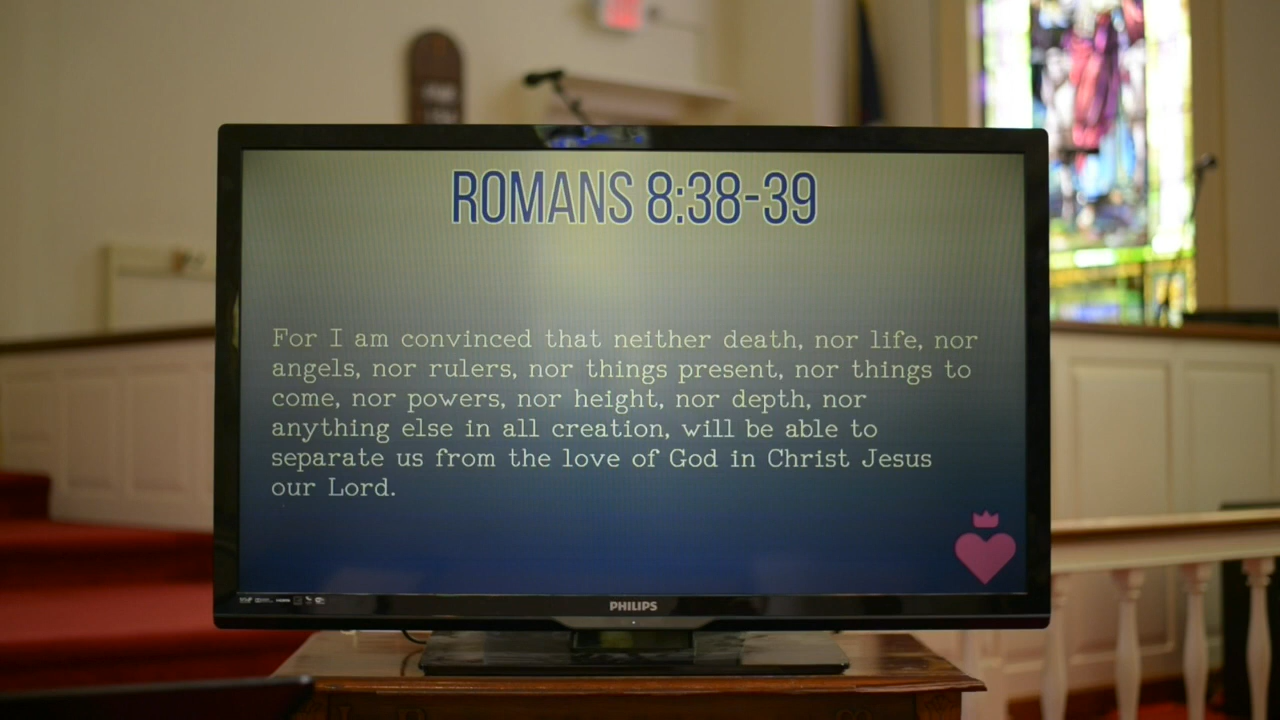 ROMANS 8:38-39
For I am convinced that neither death, nor life, nor
angels, nor rulers, nor things present, nor things to
come, nor powers, nor height, nor depth, nor
anything else in all creation, will be able to
separate us from the love of God in Christ Jesus
our Lord.
PHILIPS